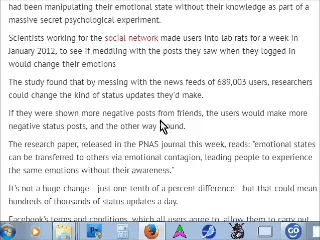 had been manipulating their emotional state without their knowledge as part of a
massive secret psychological experiment.
Scientists working for the social network made users into lab rats for a week in
January 2012, to see if meddling with the posts they saw when they logged in
would change their emotions
The study found that by messing with the news feeds of 689,003 users, researchers
could change the kind of status updates they'd make.
If they were shown more negative posts from friends, the users would make more
negative status posts, and the other way round.
The research paper, released in the PNAS journal this week, reads: "emotional states
can be transferred to others via emotional contagion, leading people to experience
the same emotions without their awareness."
It's not a huge change - just one-tenth of a percent difference - but that could mean
hundreds of thousands of status updates a day.
Facebook's terms and conditions, which all users agree to, allow them to carry out
GO